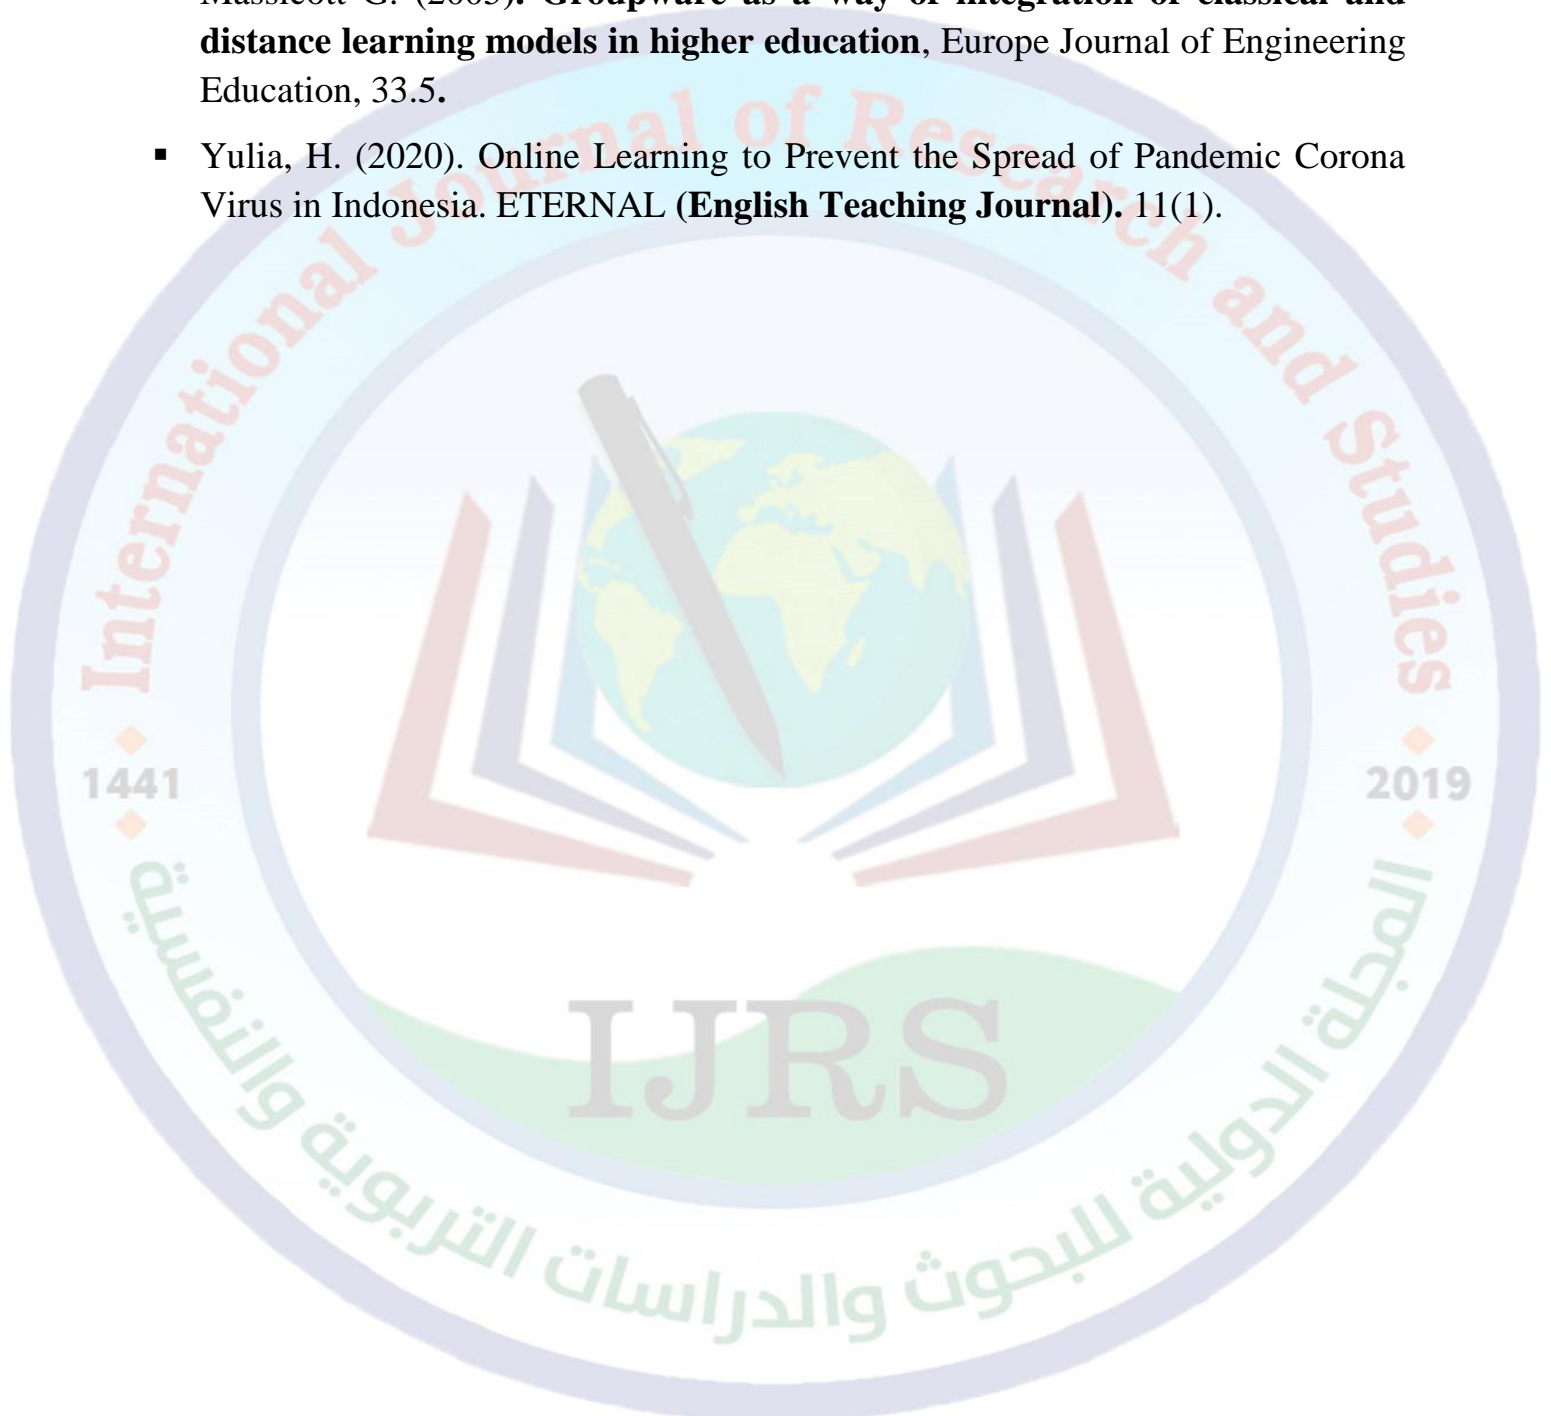 Massicott G. (2005). Groupware as a way of integration of classical and
distance learning models in higher education, Europe Journal of Engineering
Education, 33.5.
▪ Yulia, H. (2020). Online Learning to Prevent the Spread of Pandemic Corona
Virus in Indonesia. ETERNAL (English Teaching Journal). 11(1).
International Journal of Research and Studies
1441
2019
IJRS
المجلة الدولية للبحوث والدراسات التربوية والنفسية